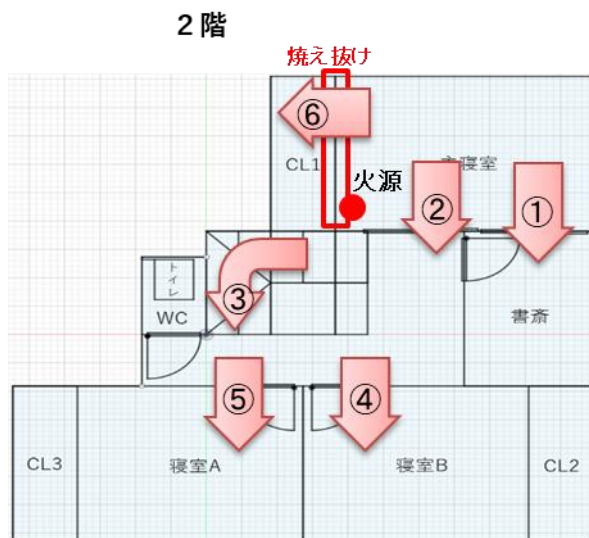 ２階
焼え抜け
⑥
CL1
主寝室
火源
②
①
トイレ
③
WC
書斎
⑤
④
CL3
寝室A
寝室B
CL2